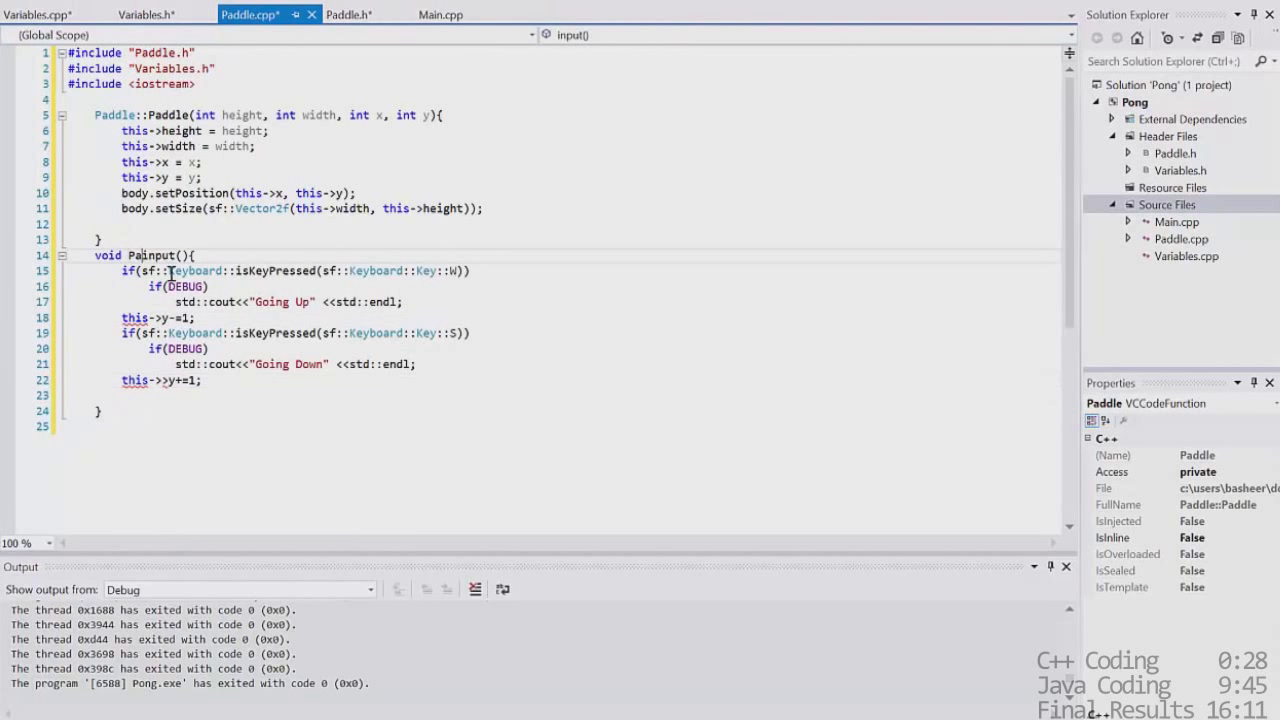 Variables.cpp* Variables.h* Paddle.cpp* Paddle.h* Main.cpp
(Global Scope) input()
1 #include "Paddle.h"
2 #include "Variables.h"
3 #include <iostream>
4
5 Paddle::Paddle(int height, int width, int x, int y){
6 this->height = height;
7 this->width = width;
8 this->x = x;
9 this->y = y;
10 body.setPosition(this->x, this->y);
11 body.setSize(sf::Vector2f(this->width, this->height));
12
13 }
14 void Painput(){
15 if(sf::Keyboard::isKeyPressed(sf::Keyboard::Key::W))
16 if(DEBUG)
17 std::cout<<"Going Up" <<std::endl;
18 this->y-=1;
19 if(sf::Keyboard::isKeyPressed(sf::Keyboard::Key::S))
20 if(DEBUG)
21 std::cout<<"Going Down" <<std::endl;
22 this->>y+=1;
23
24 }
25
100 %
Output
Show output from: Debug
The thread 0x1688 has exited with code 0 (0x0).
The thread 0x3944 has exited with code 0 (0x0).
The thread 0xd44 has exited with code 0 (0x0).
The thread 0x3698 has exited with code 0 (0x0).
The thread 0x398c has exited with code 0 (0x0).
The program '[6588] Pong.exe' has exited with code 0 (0x0).
Solution Explorer
Search Solution Explorer (Ctrl+;)
Solution 'Pong' (1 project)
Pong
External Dependencies
Header Files
Paddle.h
Variables.h
Resource Files
Source Files
Main.cpp
Paddle.cpp
Variables.cpp
Properties
Paddle VCCodeFunction
C++
(Name) Paddle
Access private
File c:\users\basheer\do
FullName Paddle::Paddle
IsInjected False
IsInline False
IsOverloaded False
IsSealed False
IsTemplate False
C++ Coding 0:28
Java Coding 9:45
Final Results 16:11
C++